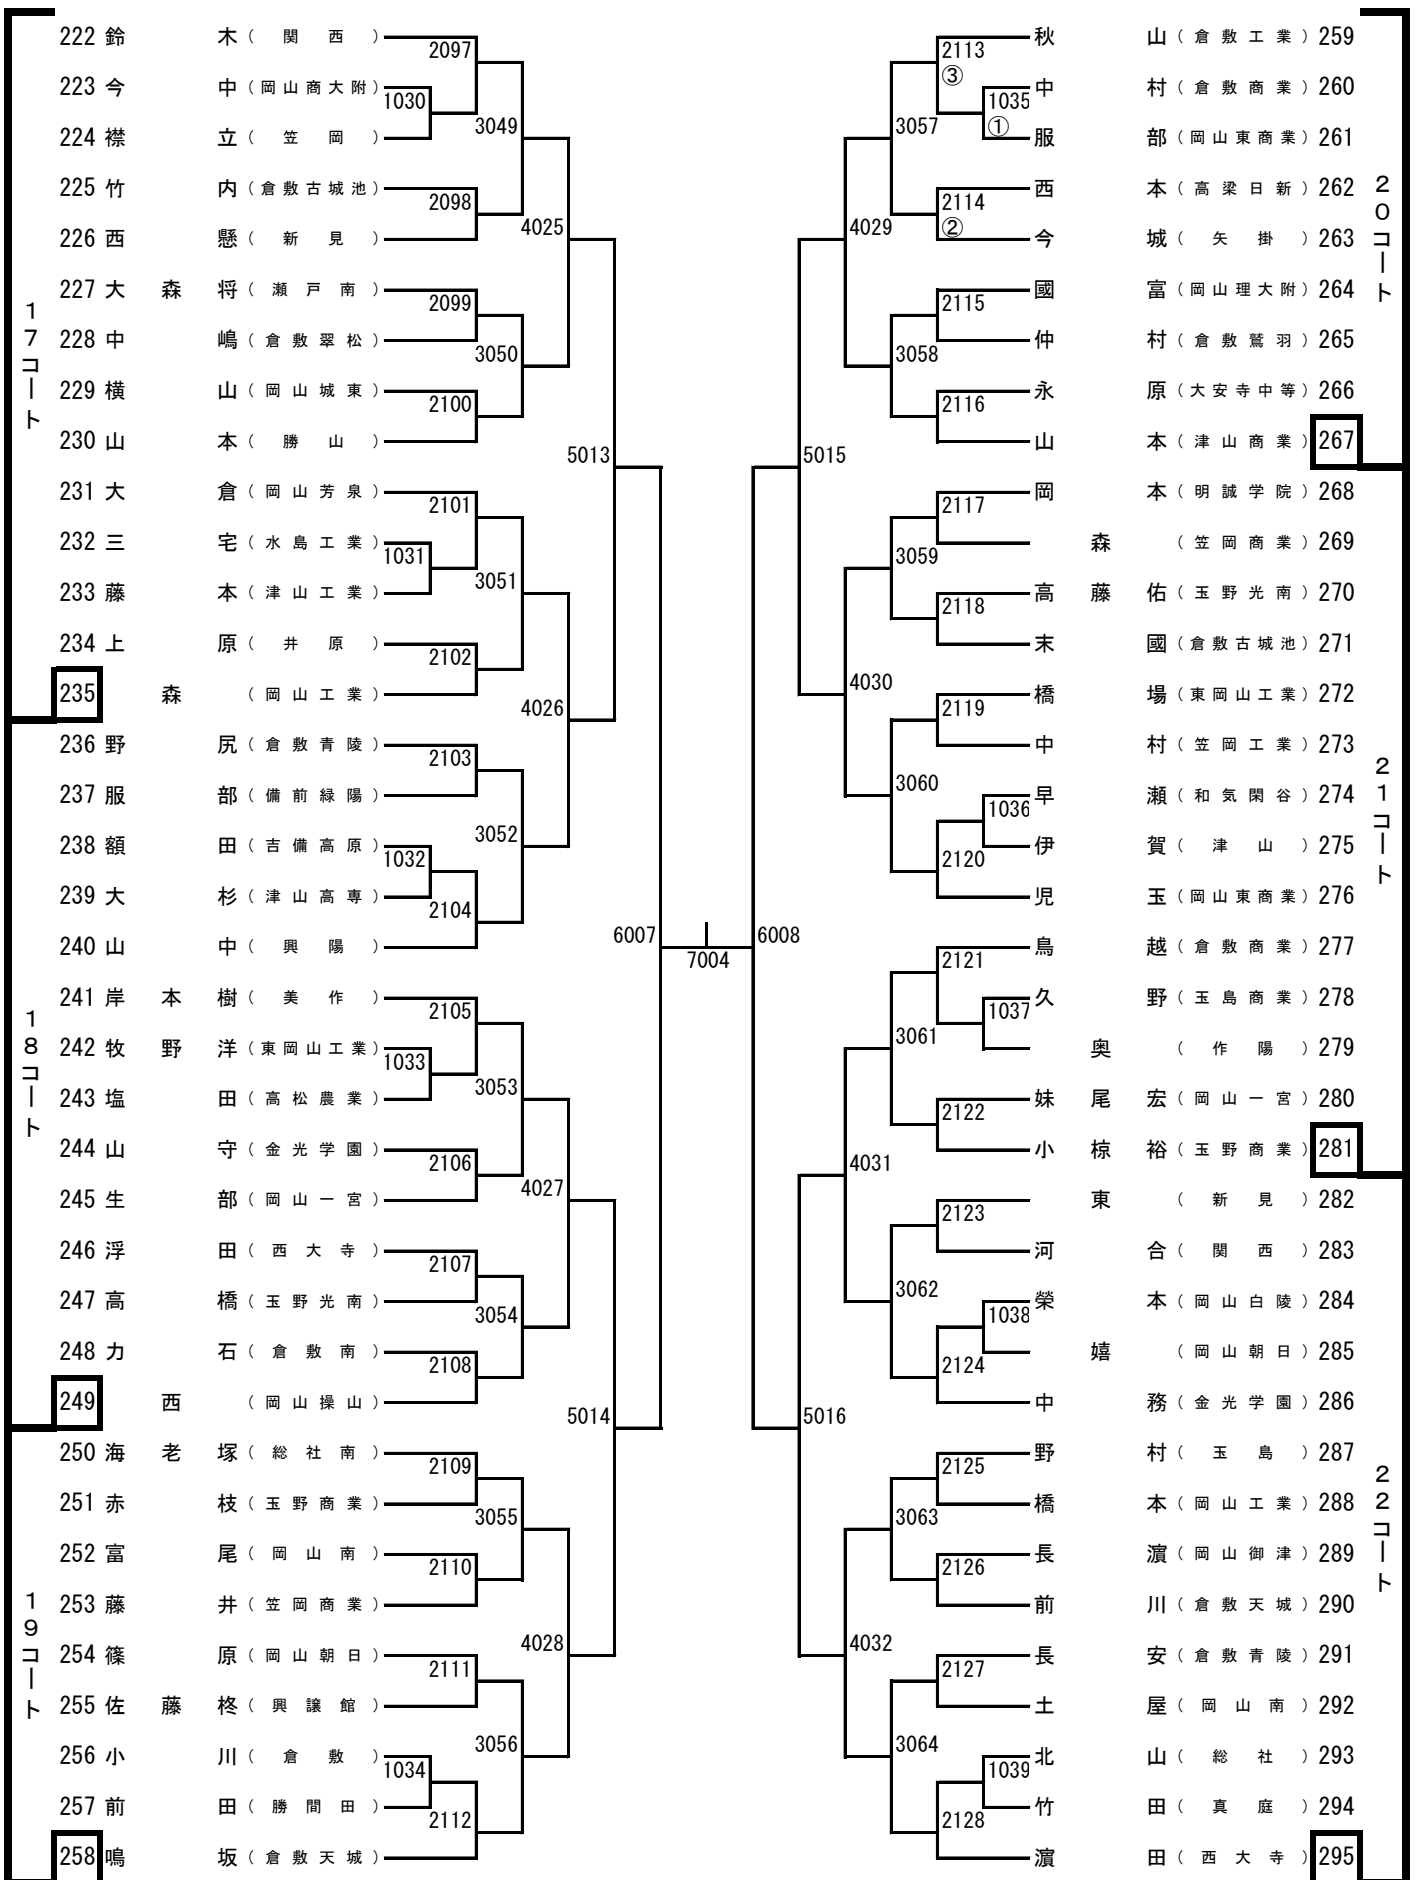 17コート
222 鈴木(関西)
2097
223 今中(岡山商大附)
1030
224 襟立(笠岡)
3049
225 竹内(倉敷古城池)
2098
4025
226 西懸(新見)
227 大森将(瀬戸南)
2099
228 中嶋(倉敷翠松)
3050
229 横山(岡山城東)
2100
230 山本(勝山)
5013
231 大倉(岡山芳泉)
2101
232 三宅(水島工業)
1031
233 藤本(津山工業)
3051
234 上原(井原)
2102
235 森(岡山工業)
4026
18コート
236 野尻(倉敷青陵)
2103
237 服部(備前緑陽)
3052
238 額田(吉備高原)
1032
239 大杉(津山高専)
2104
240 山中(興陽)
6007
241 岸本樹(美作)
2105
242 牧野洋(東岡山工業)
1033
243 塩田(高松農業)
3053
244 山守(金光学園)
2106
4027
245 生部(岡山一宮)
246 浮田(西大寺)
2107
247 高橋(玉野光南)
3054
248 力石(倉敷南)
2108
249 西(岡山操山)
5014
19コート
250 海老塚(総社南)
2109
251 赤枝(玉野商業)
3055
252 富尾(岡山南)
2110
253 藤井(笠岡商業)
4028
254 篠原(岡山朝日)
2111
255 佐藤柊(興譲館)
3056
256 小川(倉敷)
1034
257 前田(勝間田)
2112
258 鳴坂(倉敷天城)
7004
20コート
秋山(倉敷工業)259
2113
③
中村(倉敷商業)260
1035
①
3057
服部(岡山東商業)261
西本(高梁日新)262
2114
②
4029
今城(矢掛)263
國富(岡山理大附)264
2115
仲村(倉敷鷲羽)265
3058
永原(大安寺中等)266
2116
山本(津山商業)267
5015
21コート
岡本(明誠学院)268
2117
森(笠岡商業)269
3059
高藤佑(玉野光南)270
2118
末國(倉敷古城池)271
4030
橋場(東岡山工業)272
2119
中村(笠岡工業)273
3060
早瀬(和気閑谷)274
1036
伊賀(津山)275
2120
児玉(岡山東商業)276
6008
鳥越(倉敷商業)277
2121
久野(玉島商業)278
1037
3061
奥(作陽)279
妹尾宏(岡山一宮)280
2122
小椋裕(玉野商業)281
4031
22コート
東(新見)282
2123
河合(関西)283
3062
榮本(岡山白陵)284
1038
嬉(岡山朝日)285
2124
中務(金光学園)286
5016
野村(玉島)287
2125
橋本(岡山工業)288
3063
長濵(岡山御津)289
2126
前川(倉敷天城)290
4032
長安(倉敷青陵)291
2127
土屋(岡山南)292
3064
北山(総社)293
1039
竹田(真庭)294
2128
濵田(西大寺)295